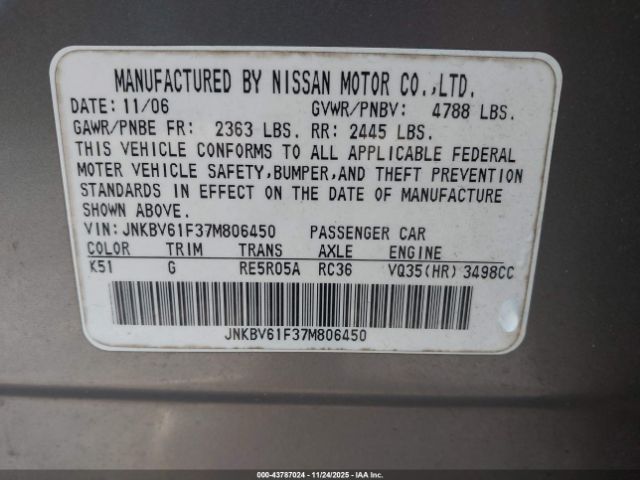 MANUFACTURED BY NISSAN MOTOR CO.,LTD.
DATE: 11/06 GVWR/PNBV: 4788 LBS.
GAWR/PNBE FR: 2363 LBS. RR: 2445 LBS.
THIS VEHICLE CONFORMS TO ALL APPLICABLE FEDERAL
MOTER VEHICLE SAFETY,BUMPER,AND THEFT PREVENTION
STANDARDS IN EFFECT ON THE DATE OF MANUFACTURE
SHOWN ABOVE.
VIN: JNKBV61F37M806450 PASSENGER CAR
COLOR TRIM TRANS AXLE ENGINE
K51 G RE5R05A RC36 VQ35(HR) 3498CC
JNKBV61F37M806450
000-43787024 - 11/24/2025 - IAA Inc.